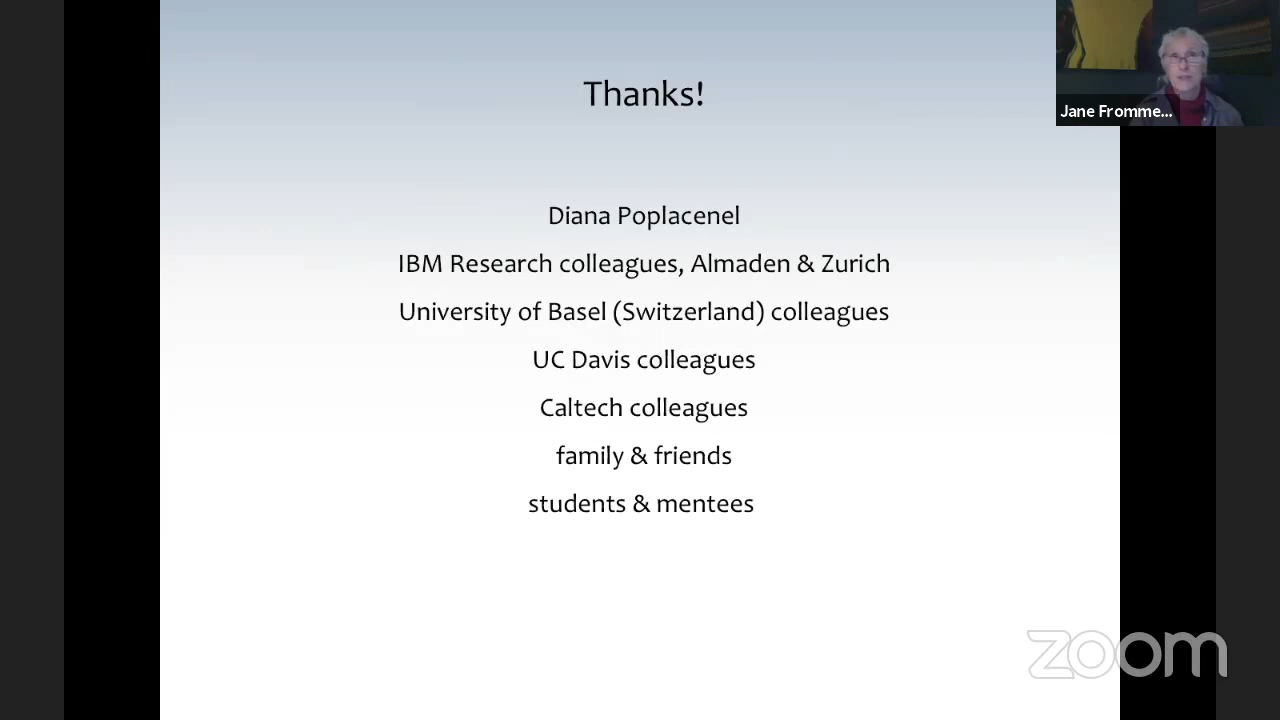 Thanks!
Jane Fromme...
Diana Poplacenel
IBM Research colleagues, Almaden & Zurich
University of Basel (Switzerland) colleagues
UC Davis colleagues
Caltech colleagues
family & friends
students & mentees
zoom